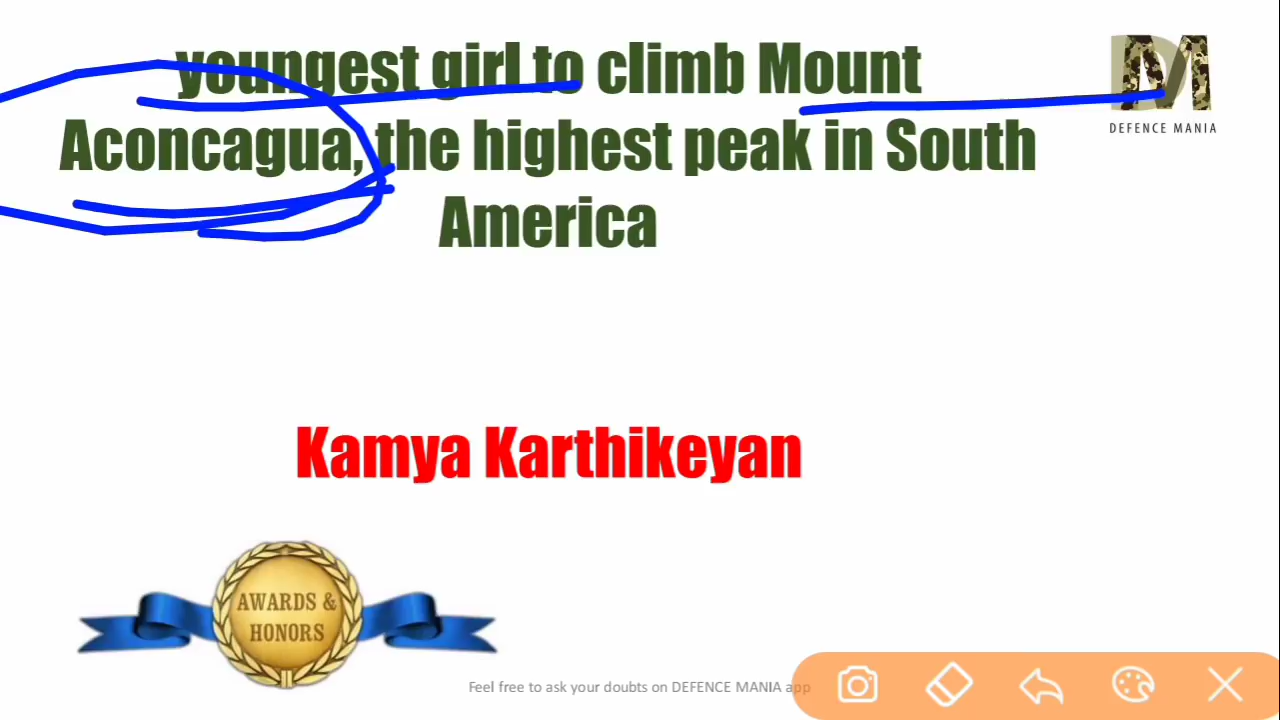 youngest girl to climb Mount
Aconcagua, the highest peak in South
America
DM
DEFENCE MANIA
Kamya Karthikeyan
AWARDS &
HONORS
Feel free to ask your doubts on DEFENCE MANIA app